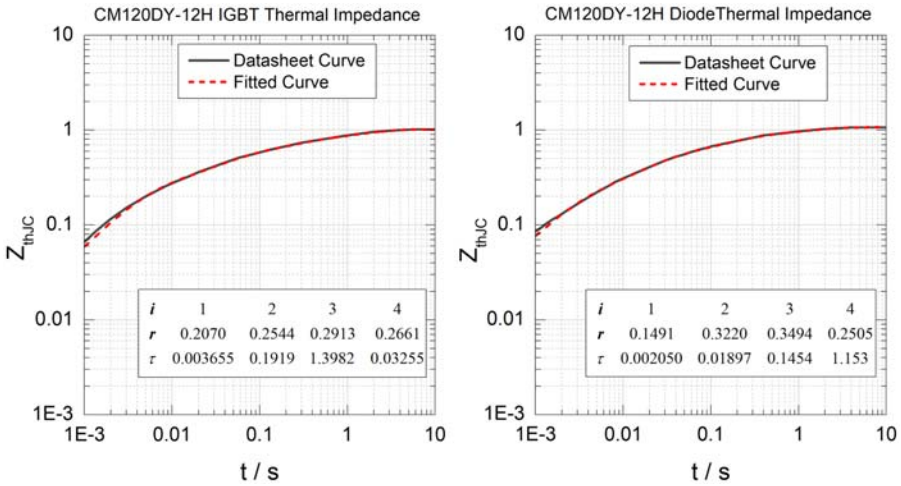 CM120DY-12H IGBT Thermal Impedance
10
Datasheet Curve
Fitted Curve
1
0.1
0.01
1E-3
Z_thJC
i 1 2 3 4
r 0.2070 0.2544 0.2913 0.2661
τ 0.003655 0.1919 1.3982 0.03255
1E-3 0.01 0.1 1 10
t / s
CM120DY-12H DiodeThermal Impedance
10
Datasheet Curve
Fitted Curve
1
0.1
0.01
1E-3
Z_thJC
i 1 2 3 4
r 0.1491 0.3220 0.3494 0.2505
τ 0.002050 0.01897 0.1454 1.153
1E-3 0.01 0.1 1 10
t / s